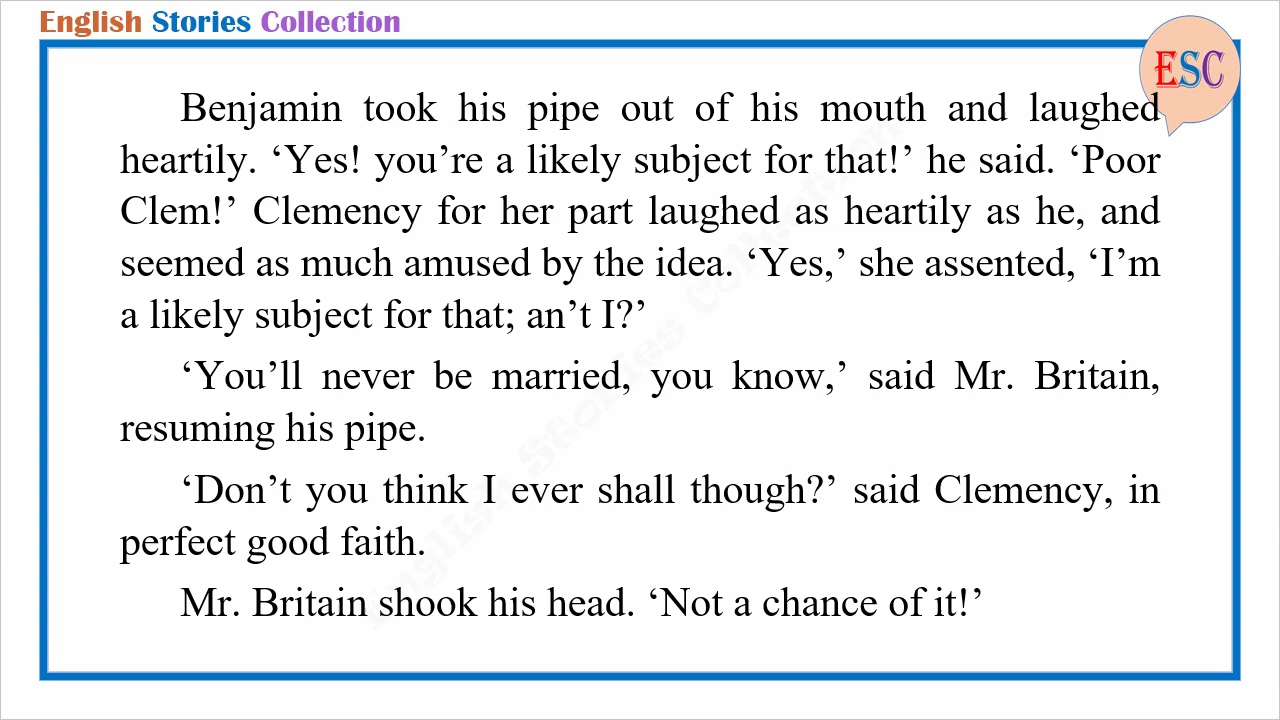 English Stories Collection
ESC
Benjamin took his pipe out of his mouth and laughed
heartily. ‘Yes! you’re a likely subject for that!’ he said. ‘Poor
Clem!’ Clemency for her part laughed as heartily as he, and
seemed as much amused by the idea. ‘Yes,’ she assented, ‘I’m
a likely subject for that; an’t I?’
‘You’ll never be married, you know,’ said Mr. Britain,
resuming his pipe.
‘Don’t you think I ever shall though?’ said Clemency, in
perfect good faith.
Mr. Britain shook his head. ‘Not a chance of it!’
English Stories Collection